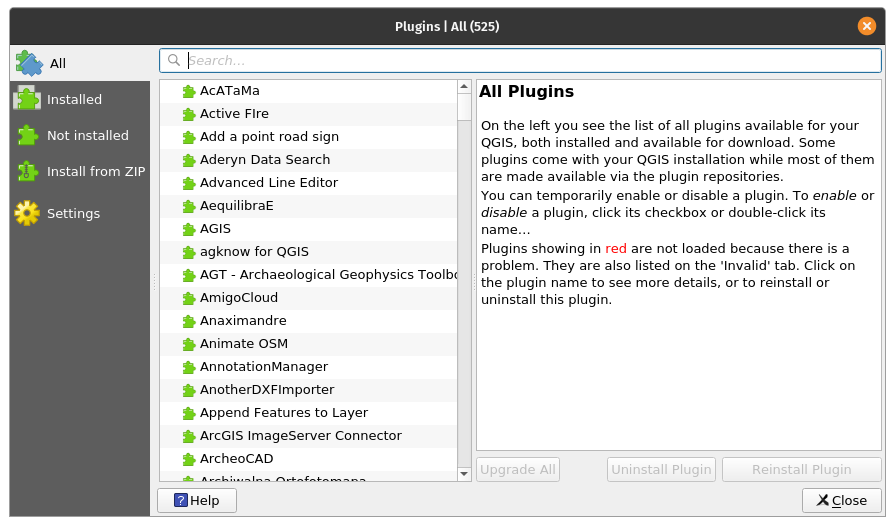 Plugins | All (525)
All
Installed
Not installed
Install from ZIP
Settings
Search...
AcATaMa
Active FIre
Add a point road sign
Aderyn Data Search
Advanced Line Editor
AequilibraE
AGIS
agknow for QGIS
AGT - Archaeological Geophysics Toolbo
AmigoCloud
Anaximandre
Animate OSM
AnnotationManager
AnotherDXFImporter
Append Features to Layer
ArcGIS ImageServer Connector
ArcheoCAD
Archiwalna Ortofotomapa
All Plugins
On the left you see the list of all plugins available for your
QGIS, both installed and available for download. Some
plugins come with your QGIS installation while most of them
are made available via the plugin repositories.
You can temporarily enable or disable a plugin. To enable or
disable a plugin, click its checkbox or double-click its
name...
Plugins showing in red are not loaded because there is a
problem. They are also listed on the 'Invalid' tab. Click on
the plugin name to see more details, or to reinstall or
uninstall this plugin.
Upgrade All
Uninstall Plugin
Reinstall Plugin
Help
Close